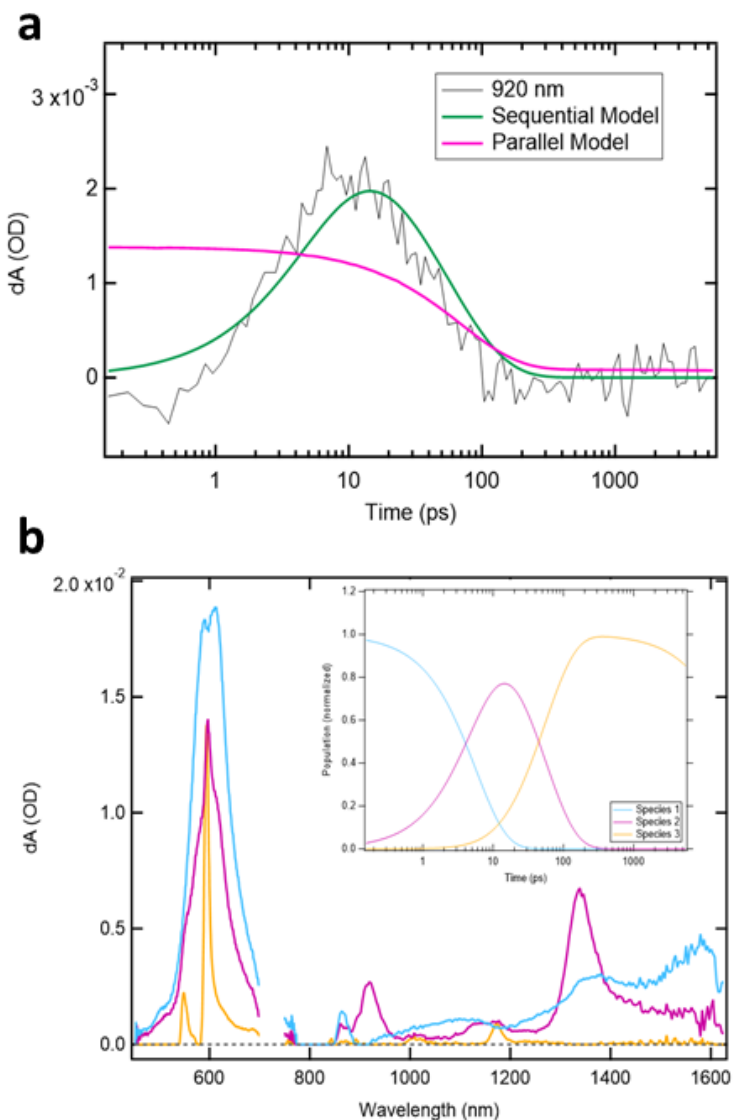 a
3 x10-3
2
1
0
dA (OD)
920 nm
Sequential Model
Parallel Model
1
10
100
1000
Time (ps)
b
2.0 x10-2
1.5
1.0
0.5
0.0
dA (OD)
600
800
1000
1200
1400
1600
Wavelength (nm)
1.2
1.0
0.8
0.6
0.4
0.2
0.0
Population (normalized)
Species 1
Species 2
Species 3
1
10
100
1000
Time (ps)